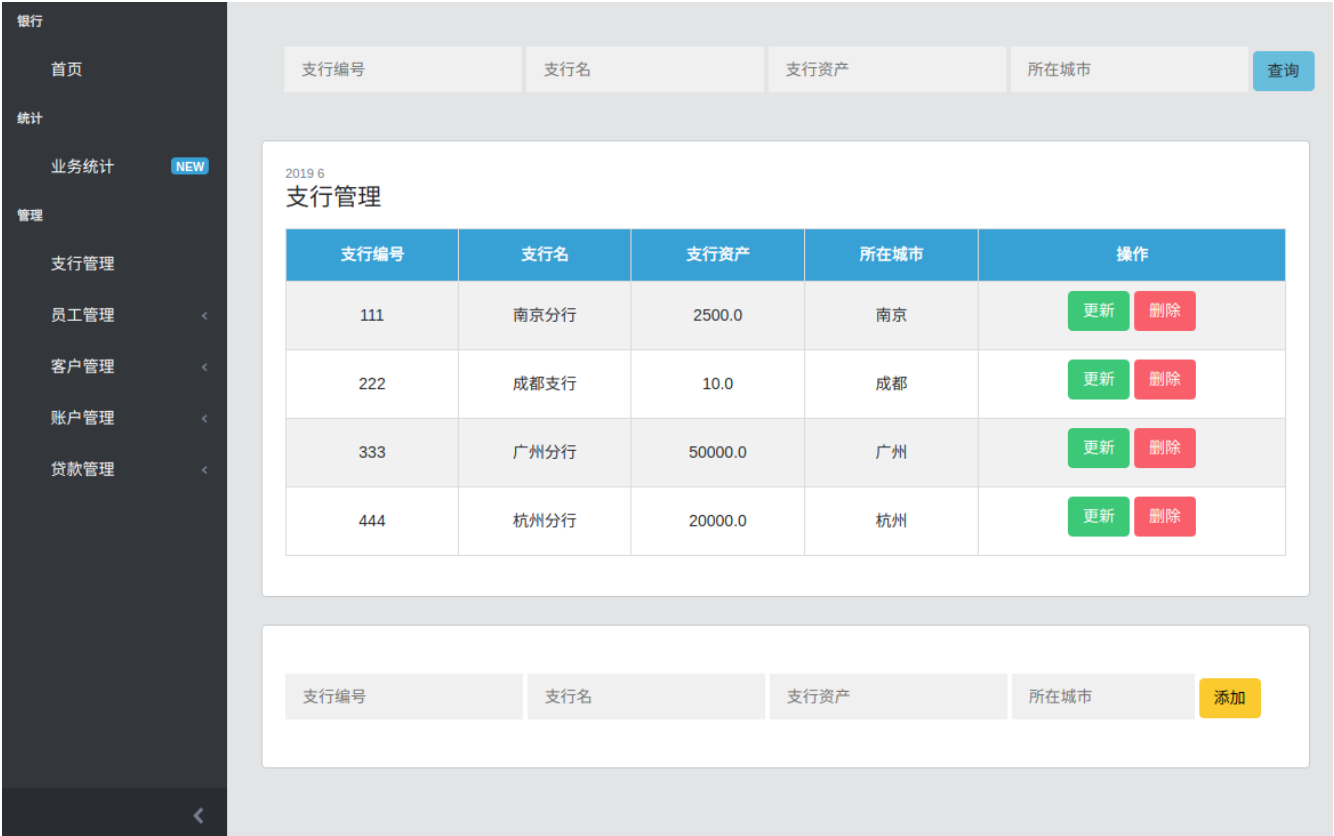 银行
首页
统计
业务统计 NEW
管理
支行管理
员工管理
客户管理
账户管理
贷款管理
支行编号 支行名 支行资产 所在城市 查询
2019 6
支行管理
支行编号 支行名 支行资产 所在城市 操作
111 南京分行 2500.0 南京 更新 删除
222 成都支行 10.0 成都 更新 删除
333 广州分行 50000.0 广州 更新 删除
444 杭州分行 20000.0 杭州 更新 删除
支行编号 支行名 支行资产 所在城市 添加